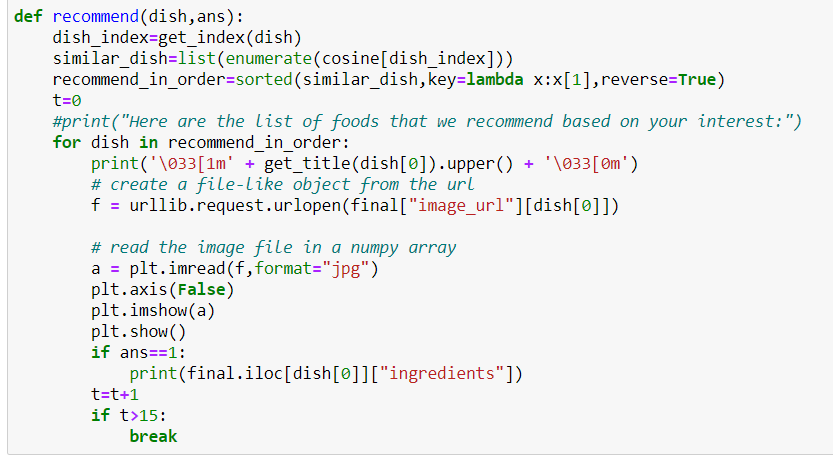 def recommend(dish,ans):
    dish_index=get_index(dish)
    similar_dish=list(enumerate(cosine[dish_index]))
    recommend_in_order=sorted(similar_dish,key=lambda x:x[1],reverse=True)
    t=0
    #print("Here are the list of foods that we recommend based on your interest:")
    for dish in recommend_in_order:
        print('\033[1m' + get_title(dish[0]).upper() + '\033[0m')
        # create a file-like object from the url
        f = urllib.request.urlopen(final["image_url"][dish[0]])

        # read the image file in a numpy array
        a = plt.imread(f,format="jpg")
        plt.axis(False)
        plt.imshow(a)
        plt.show()
        if ans==1:
            print(final.iloc[dish[0]]["ingredients"])
        t=t+1
        if t>15:
            break